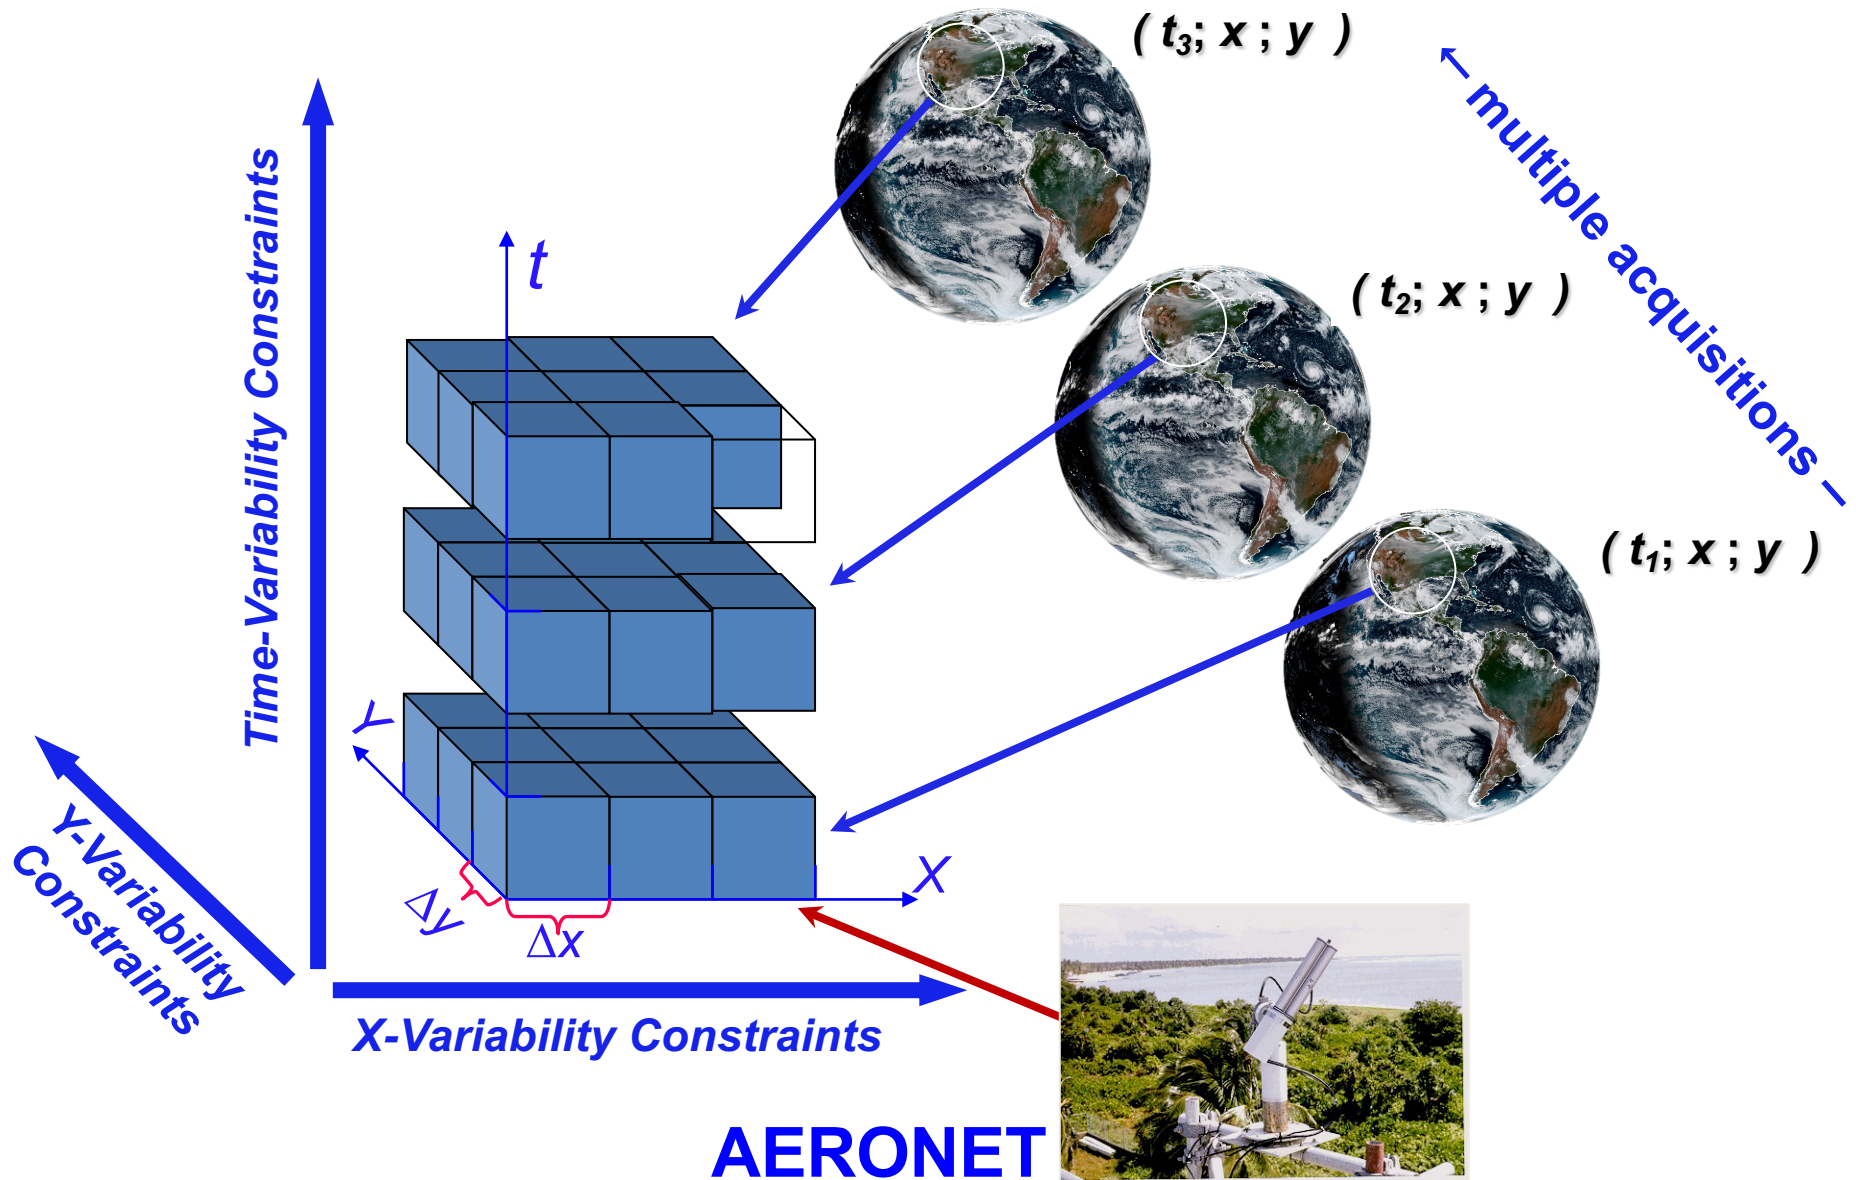 ( t3; x ; y )
← multiple acquisitions –
( t2; x ; y )
( t1; x ; y )
Time-Variability Constraints
t
Y
Y-Variability
Constraints
Δy
Δx
X
X-Variability Constraints
AERONET